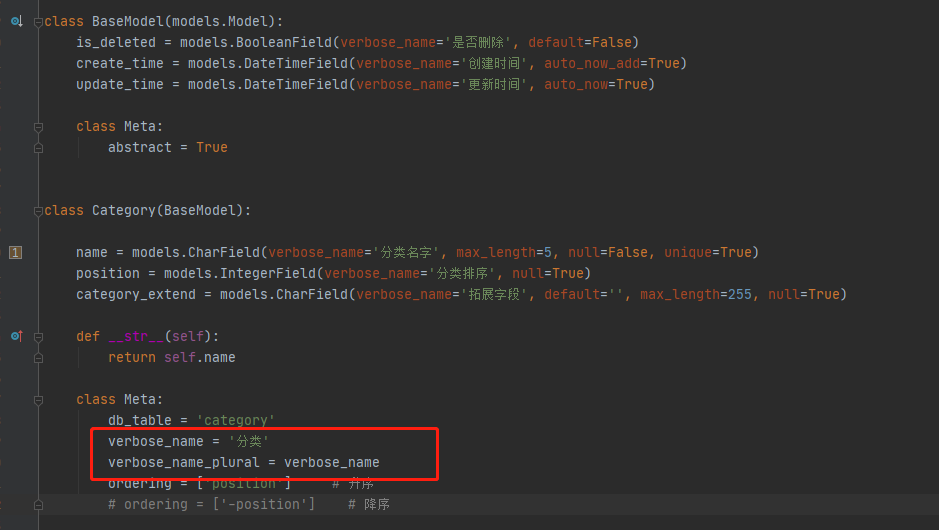 class BaseModel(models.Model):
is_deleted = models.BooleanField(verbose_name='是否删除', default=False)
create_time = models.DateTimeField(verbose_name='创建时间', auto_now_add=True)
update_time = models.DateTimeField(verbose_name='更新时间', auto_now=True)
class Meta:
abstract = True
class Category(BaseModel):
1
name = models.CharField(verbose_name='分类名字', max_length=5, null=False, unique=True)
position = models.IntegerField(verbose_name='分类排序', null=True)
category_extend = models.CharField(verbose_name='拓展字段', default='', max_length=255, null=True)
def __str__(self):
return self.name
class Meta:
db_table = 'category'
verbose_name = '分类'
verbose_name_plural = verbose_name
ordering = ['position'] # 升序
# ordering = ['-position'] # 降序